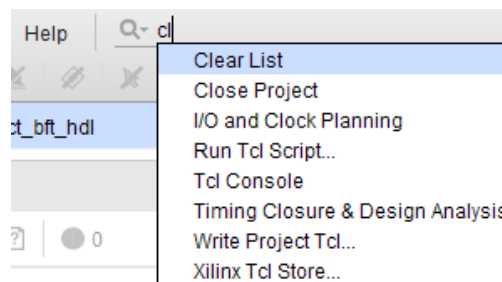 Help
cl
Clear List
Close Project
I/O and Clock Planning
ct_bft_hdl
Run Tcl Script...
Tcl Console
Timing Closure & Design Analysis
0
Write Project Tcl...
Xilinx Tcl Store...